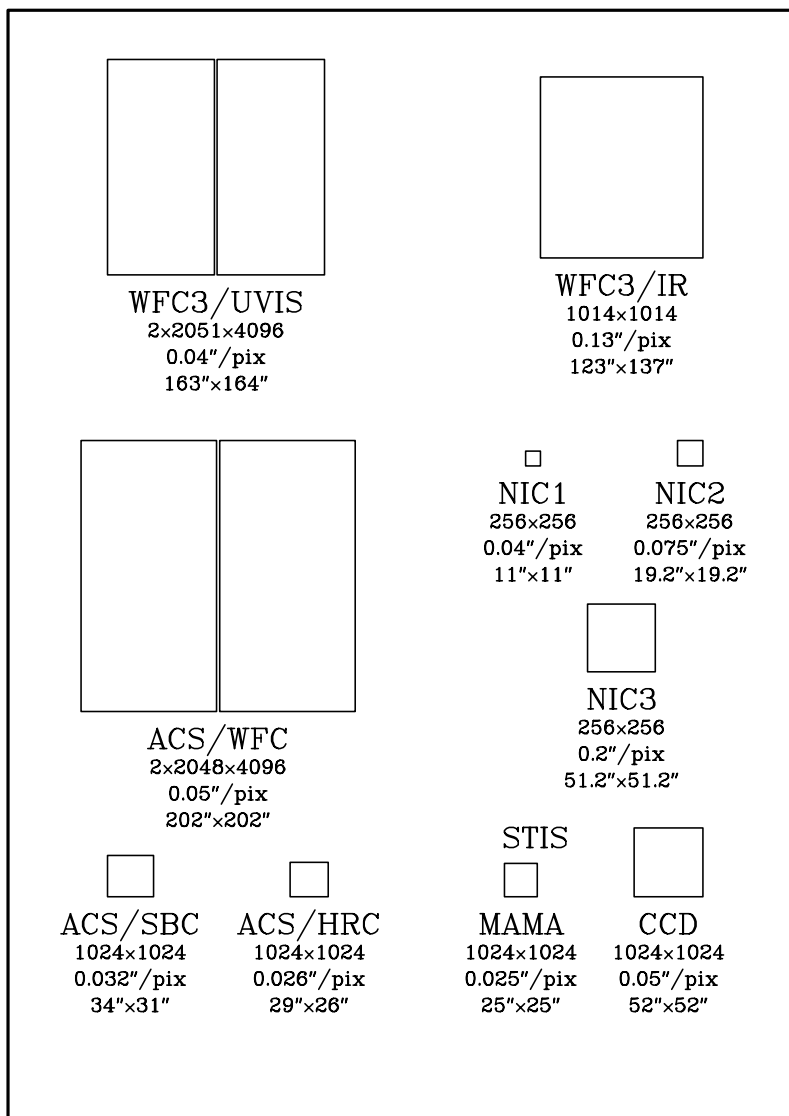 WFC3/UVIS
2×2051×4096
0.04″/pix
163″×164″
WFC3/IR
1014×1014
0.13″/pix
123″×137″
ACS/WFC
2×2048×4096
0.05″/pix
202″×202″
NIC1
256×256
0.04″/pix
11″×11″
NIC2
256×256
0.075″/pix
19.2″×19.2″
NIC3
256×256
0.2″/pix
51.2″×51.2″
ACS/SBC
1024×1024
0.032″/pix
34″×31″
ACS/HRC
1024×1024
0.026″/pix
29″×26″
STIS
MAMA
1024×1024
0.025″/pix
25″×25″
CCD
1024×1024
0.05″/pix
52″×52″